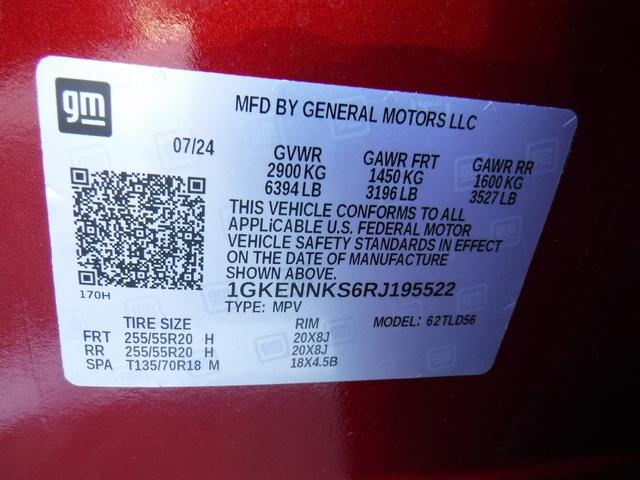 gm
MFD BY GENERAL MOTORS LLC
07/24
GVWR GAWR FRT GAWR RR
2900 KG 1450 KG 1600 KG
6394 LB 3196 LB 3527 LB
THIS VEHICLE CONFORMS TO ALL
APPLiCABLE U.S. FEDERAL MOTOR
VEHICLE SAFETY STANDARDS IN EFFECT
ON THE DATE OF MANUFACTURE
SHOWN ABOVE.
170H
1GKENNKS6RJ195522
TYPE: MPV MODEL: 62TLD56
TIRE SIZE RIM
FRT 255/55R20 H 20X8J
RR 255/55R20 H 20X8J
SPA T135/70R18 M 18X4.5B